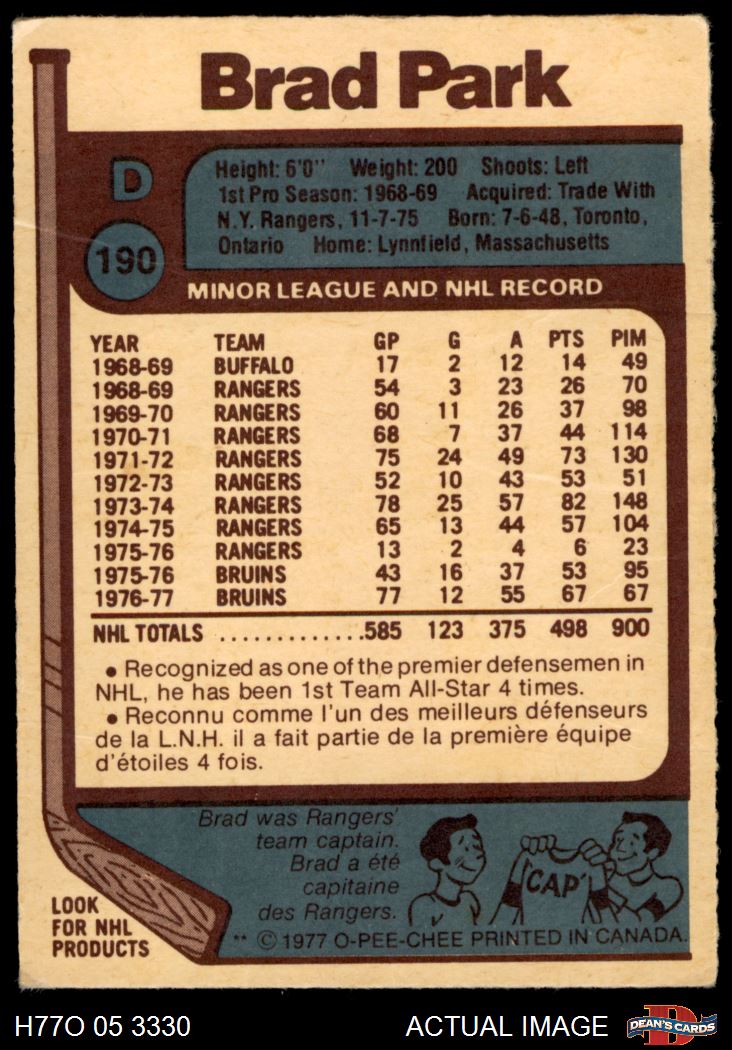 Brad Park
D
190
Height: 6'0" Weight: 200 Shoots: Left
1st Pro Season: 1968-69 Acquired: Trade With
N.Y. Rangers, 11-7-75 Born: 7-6-48, Toronto,
Ontario Home: Lynnfield, Massachusetts
MINOR LEAGUE AND NHL RECORD
YEAR TEAM GP G A PTS PIM
1968-69 BUFFALO 17 2 12 14 49
1968-69 RANGERS 54 3 23 26 70
1969-70 RANGERS 60 11 26 37 98
1970-71 RANGERS 68 7 37 44 114
1971-72 RANGERS 75 24 49 73 130
1972-73 RANGERS 52 10 43 53 51
1973-74 RANGERS 78 25 57 82 148
1974-75 RANGERS 65 13 44 57 104
1975-76 RANGERS 13 2 4 6 23
1975-76 BRUINS 43 16 37 53 95
1976-77 BRUINS 77 12 55 67 67
NHL TOTALS ..............585 123 375 498 900
• Recognized as one of the premier defensemen in
NHL, he has been 1st Team All-Star 4 times.
• Reconnu comme l'un des meilleurs défenseurs
de la L.N.H. il a fait partie de la première équipe
d'étoiles 4 fois.
Brad was Rangers'
team captain.
Brad a été
capitaine
des Rangers.
CAP'
LOOK
FOR NHL
PRODUCTS
** © 1977 O-PEE-CHEE PRINTED IN CANADA.
H77O 05 3330 ACTUAL IMAGE
D
DEAN'S CARDS